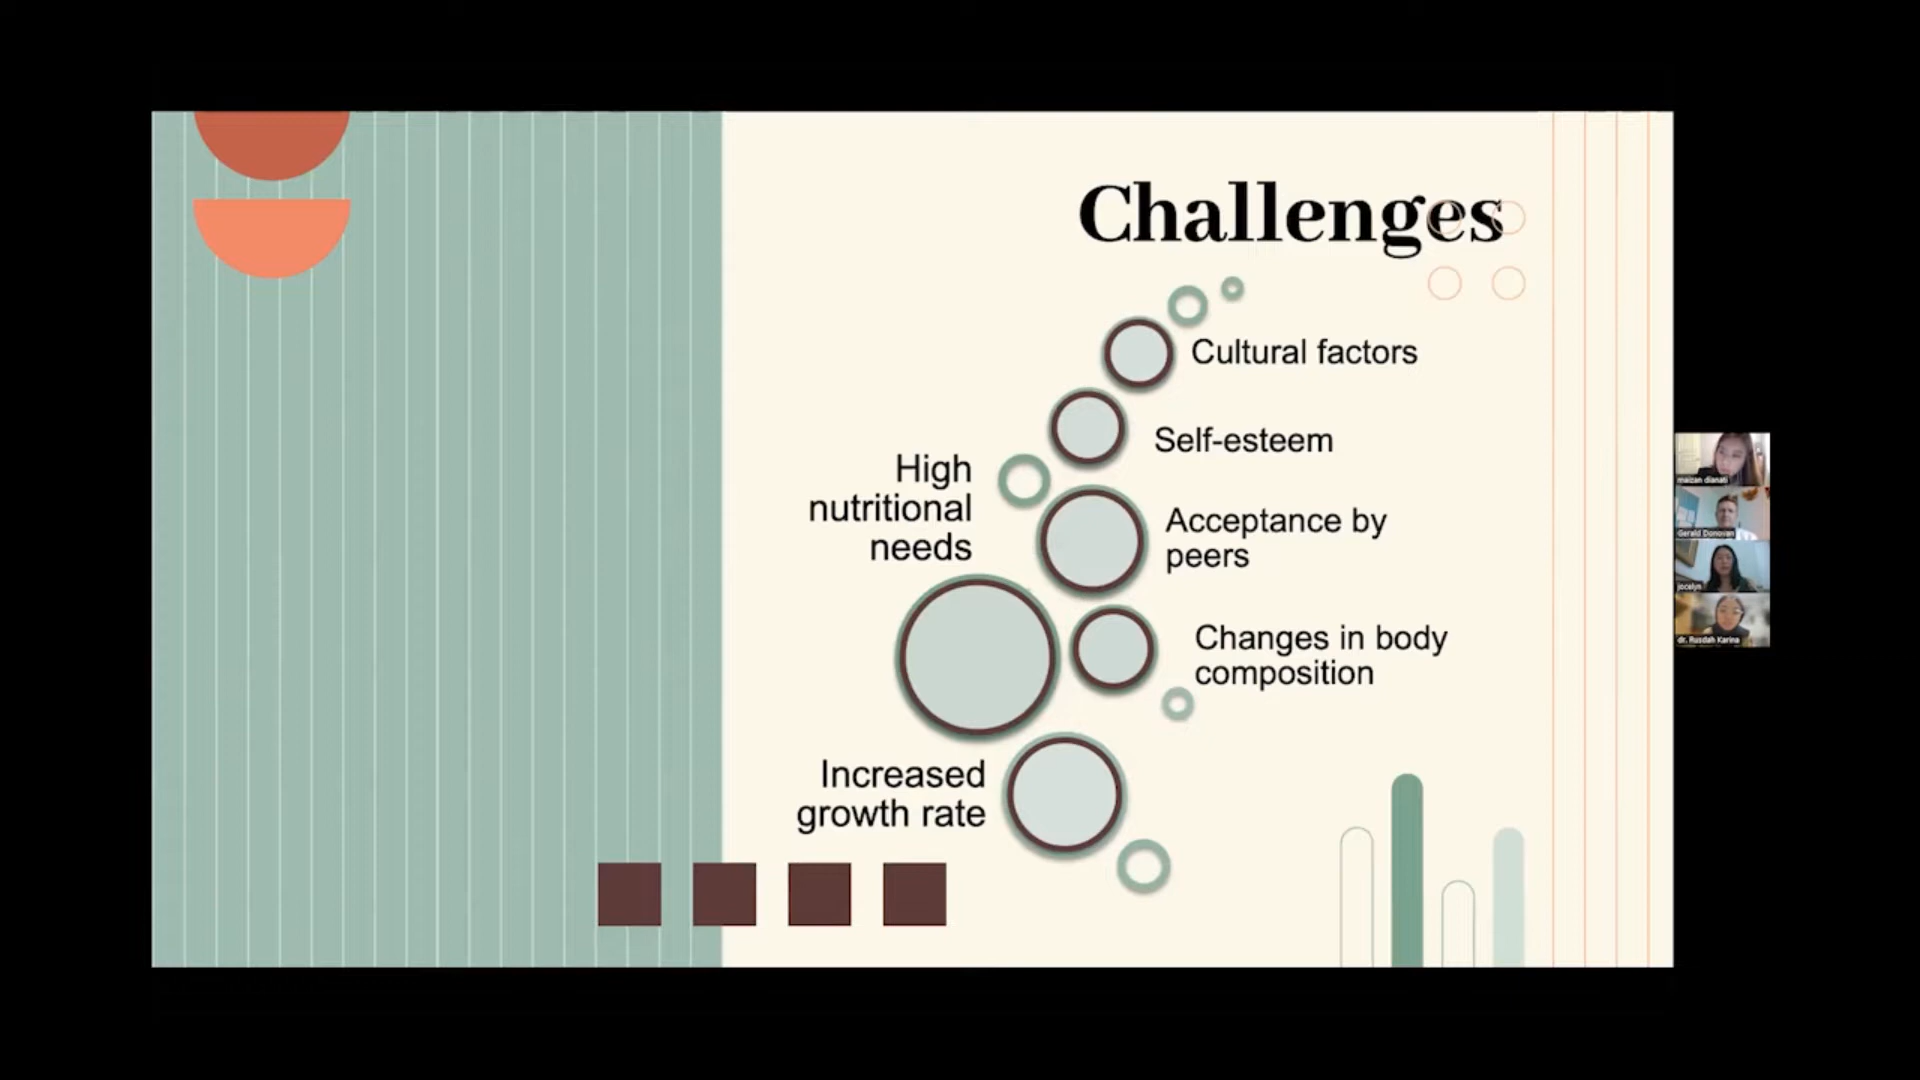 Challenges
Cultural factors
Self-esteem
High
nutritional
needs
Acceptance by
peers
Changes in body
composition
Increased
growth rate
maizan dianati
Gerald Donovan
jocelyn
dr. Rusdah Karina